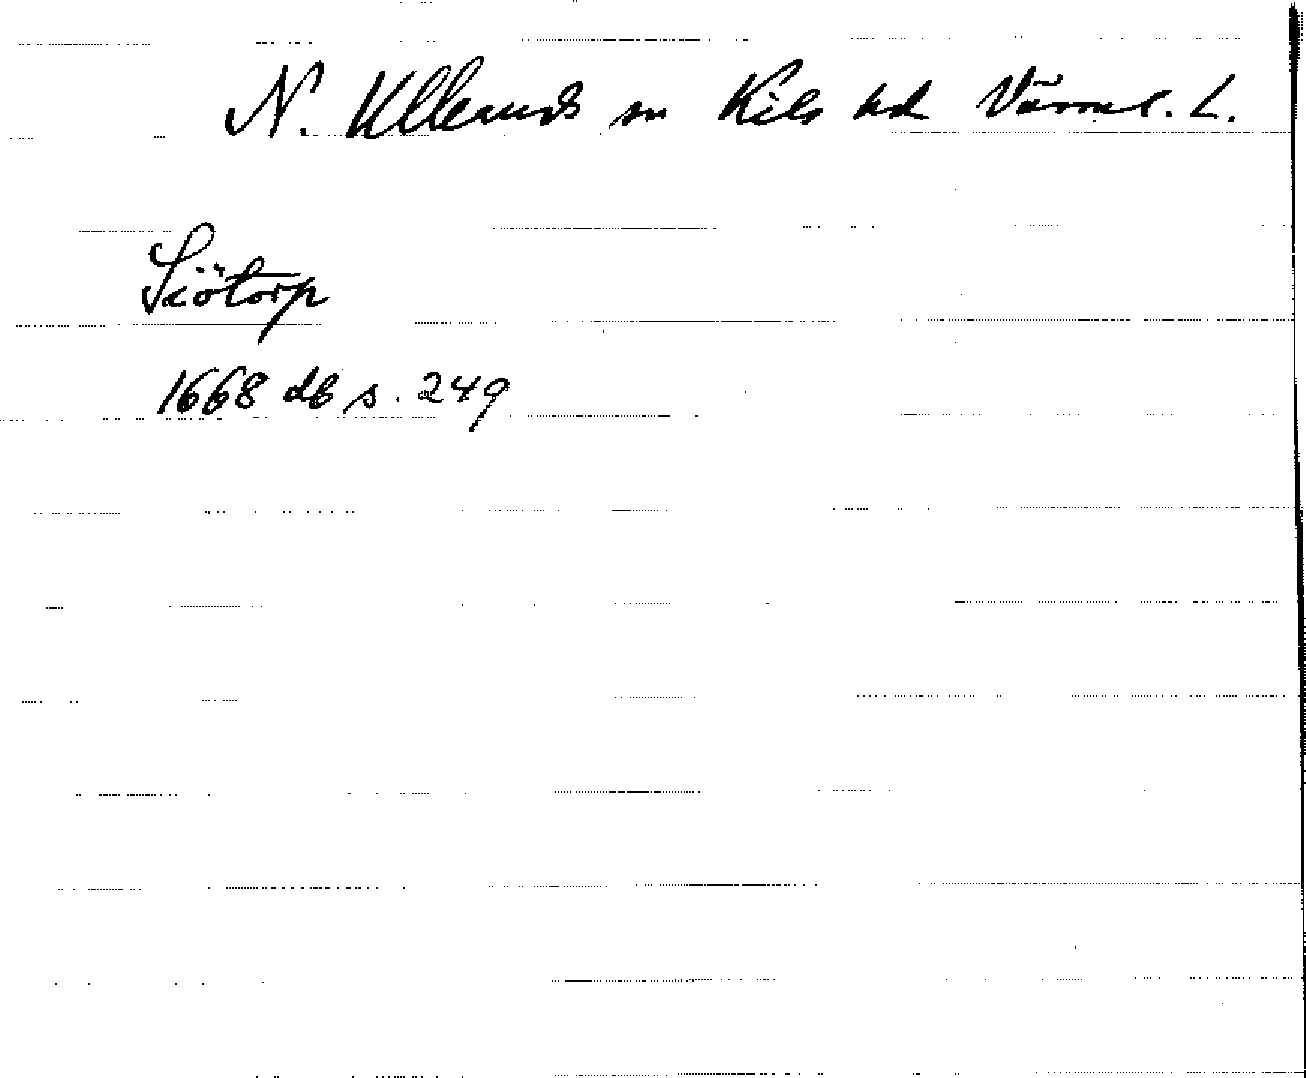 N. Ulleruds sn Kils hd Värml. L.
Siötorp
1668 db s. 249